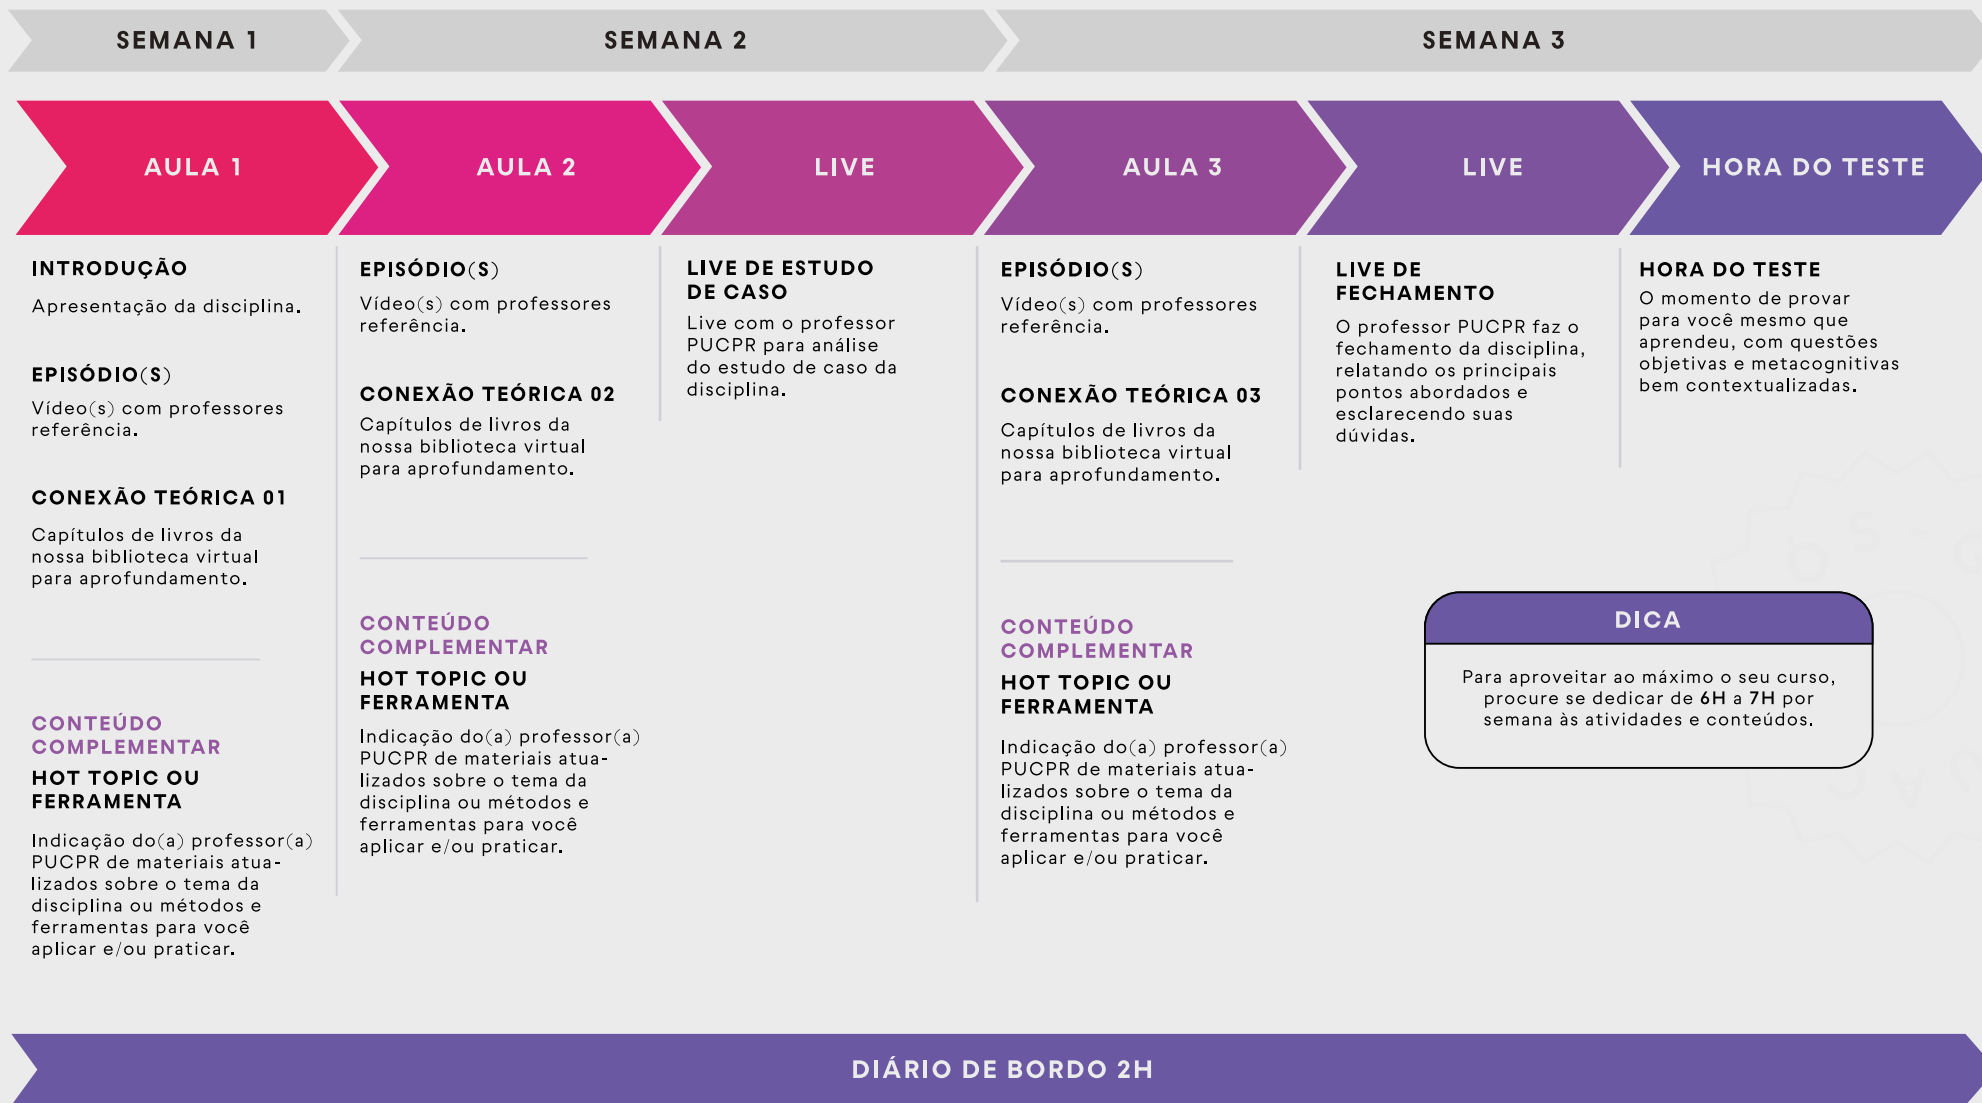 SEMANA 1
SEMANA 2
SEMANA 3
AULA 1
AULA 2
LIVE
AULA 3
LIVE
HORA DO TESTE
INTRODUÇÃO
Apresentação da disciplina.
EPISÓDIO(S)
Vídeo(s) com professores
referência.
CONEXÃO TEÓRICA 01
Capítulos de livros da
nossa biblioteca virtual
para aprofundamento.
CONTEÚDO
COMPLEMENTAR
HOT TOPIC OU
FERRAMENTA
Indicação do(a) professor(a)
PUCPR de materiais atua-
lizados sobre o tema da
disciplina ou métodos e
ferramentas para você
aplicar e/ou praticar.
EPISÓDIO(S)
Vídeo(s) com professores
referência.
CONEXÃO TEÓRICA 02
Capítulos de livros da
nossa biblioteca virtual
para aprofundamento.
CONTEÚDO
COMPLEMENTAR
HOT TOPIC OU
FERRAMENTA
Indicação do(a) professor(a)
PUCPR de materiais atua-
lizados sobre o tema da
disciplina ou métodos e
ferramentas para você
aplicar e/ou praticar.
LIVE DE ESTUDO
DE CASO
Live com o professor
PUCPR para análise
do estudo de caso da
disciplina.
EPISÓDIO(S)
Vídeo(s) com professores
referência.
CONEXÃO TEÓRICA 03
Capítulos de livros da
nossa biblioteca virtual
para aprofundamento.
CONTEÚDO
COMPLEMENTAR
HOT TOPIC OU
FERRAMENTA
Indicação do(a) professor(a)
PUCPR de materiais atua-
lizados sobre o tema da
disciplina ou métodos e
ferramentas para você
aplicar e/ou praticar.
LIVE DE
FECHAMENTO
O professor PUCPR faz o
fechamento da disciplina,
relatando os principais
pontos abordados e
esclarecendo suas
dúvidas.
HORA DO TESTE
O momento de provar
para você mesmo que
aprendeu, com questões
objetivas e metacognitivas
bem contextualizadas.
DICA
Para aproveitar ao máximo o seu curso,
procure se dedicar de 6H a 7H por
semana às atividades e conteúdos.
DIÁRIO DE BORDO 2H